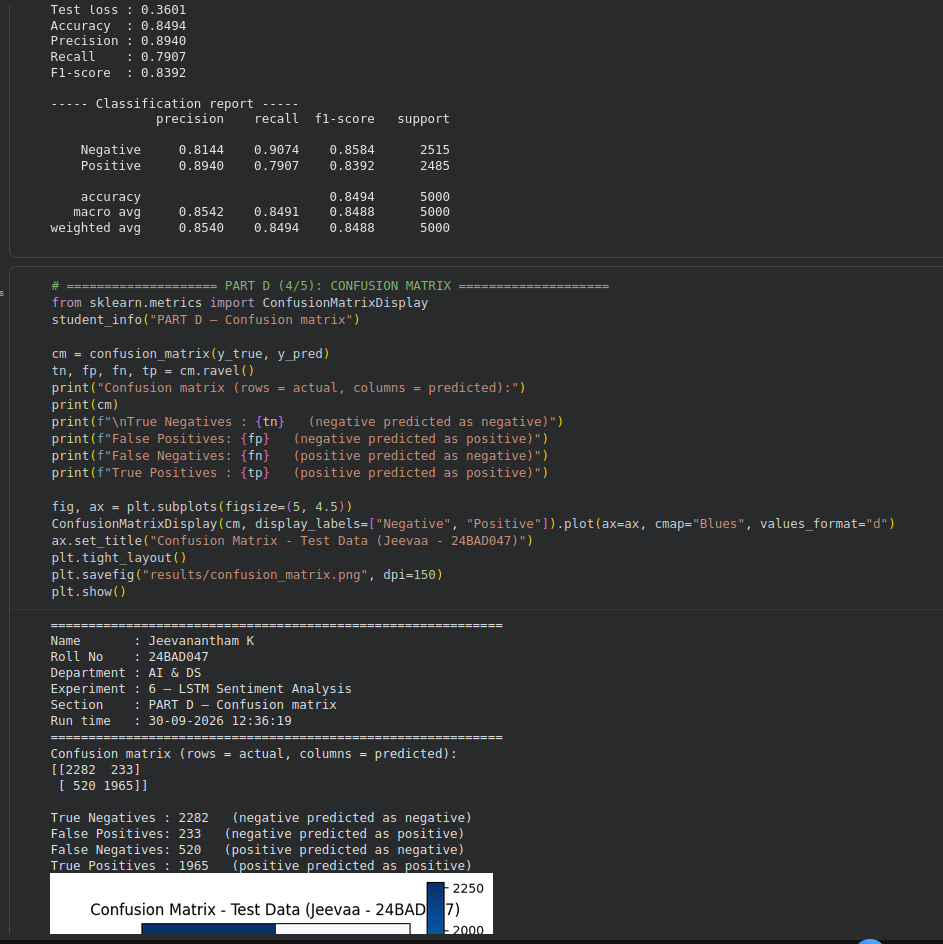 Test loss : 0.3601
Accuracy  : 0.8494
Precision : 0.8940
Recall    : 0.7907
F1-score  : 0.8392
----- Classification report -----
              precision    recall  f1-score   support
    Negative     0.8144    0.9074    0.8584      2515
    Positive     0.8940    0.7907    0.8392      2485
    accuracy                         0.8494      5000
   macro avg     0.8542    0.8491    0.8488      5000
weighted avg     0.8540    0.8494    0.8488      5000
s
# ==================== PART D (4/5): CONFUSION MATRIX ====================
from sklearn.metrics import ConfusionMatrixDisplay
student_info("PART D — Confusion matrix")
cm = confusion_matrix(y_true, y_pred)
tn, fp, fn, tp = cm.ravel()
print("Confusion matrix (rows = actual, columns = predicted):")
print(cm)
print(f"\nTrue Negatives : {tn}   (negative predicted as negative)")
print(f"False Positives: {fp}   (negative predicted as positive)")
print(f"False Negatives: {fn}   (positive predicted as negative)")
print(f"True Positives : {tp}   (positive predicted as positive)")
fig, ax = plt.subplots(figsize=(5, 4.5))
ConfusionMatrixDisplay(cm, display_labels=["Negative", "Positive"]).plot(ax=ax, cmap="Blues", values_format="d")
ax.set_title("Confusion Matrix - Test Data (Jeevaa - 24BAD047)")
plt.tight_layout()
plt.savefig("results/confusion_matrix.png", dpi=150)
plt.show()
============================================================
Name       : Jeevanantham K
Roll No    : 24BAD047
Department : AI & DS
Experiment : 6 — LSTM Sentiment Analysis
Section    : PART D — Confusion matrix
Run time   : 30-09-2026 12:36:19
============================================================
Confusion matrix (rows = actual, columns = predicted):
[[2282  233]
 [ 520 1965]]
True Negatives : 2282   (negative predicted as negative)
False Positives: 233   (negative predicted as positive)
False Negatives: 520   (positive predicted as negative)
True Positives : 1965   (positive predicted as positive)
2250
Confusion Matrix - Test Data (Jeevaa - 24BAD 7)
2000